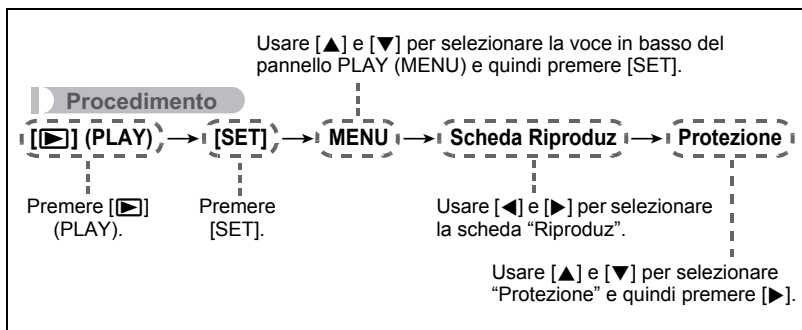 Usare [▲] e [▼] per selezionare la voce in basso del
pannello PLAY (MENU) e quindi premere [SET].
Procedimento
[▶] (PLAY) → [SET] → MENU → Scheda Riproduz → Protezione
Premere [▶]
(PLAY).
Premere
[SET].
Usare [◀] e [▶] per selezionare
la scheda “Riproduz”.
Usare [▲] e [▼] per selezionare
“Protezione” e quindi premere [▶].